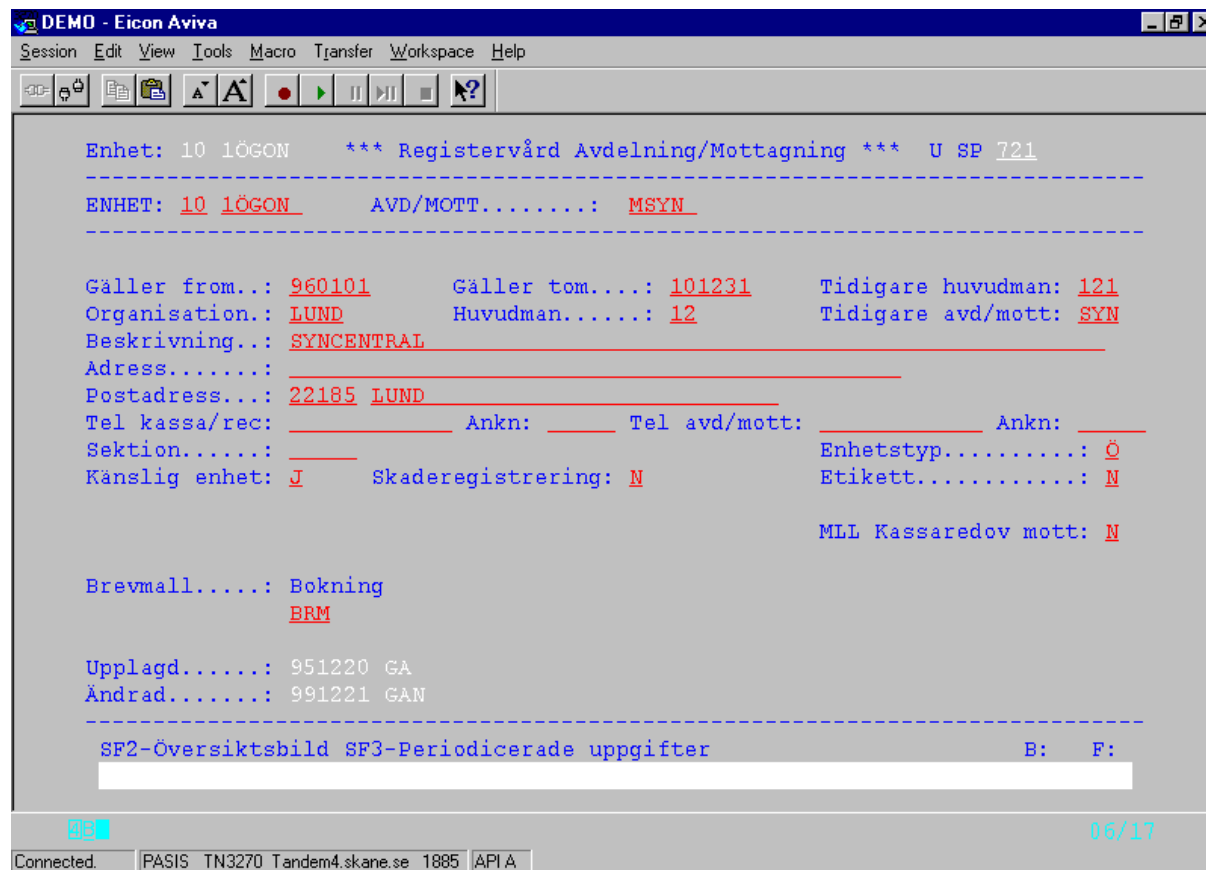 DEMO - Eicon Aviva
Session Edit View Tools Macro Transfer Workspace Help
Enhet: 10 1ÖGON *** Registervård Avdelning/Mottagning *** U SP 721
--------------------------------------------------------------------------
ENHET: 10 1ÖGON AVD/MOTT........: MSYN
--------------------------------------------------------------------------
Gäller from..: 960101 Gäller tom....: 101231 Tidigare huvudman: 121
Organisation.: LUND Huvudman......: 12 Tidigare avd/mott: SYN
Beskrivning..: SYNCENTRAL
Adress.......:
Postadress...: 22185 LUND
Tel kassa/rec: Ankn: Tel avd/mott: Ankn:
Sektion......: Enhetstyp..........: Ö
Känslig enhet: J Skaderegistrering: N Etikett............: N
MLL Kassaredov mott: N
Brevmall.....: Bokning
BRM
Upplagd......: 951220 GA
Ändrad.......: 991221 GAN
--------------------------------------------------------------------------
SF2-Översiktsbild SF3-Periodicerade uppgifter B: F:
4B 06/17
Connected. PASIS TN3270 Tandem4.skane.se 1885 API A